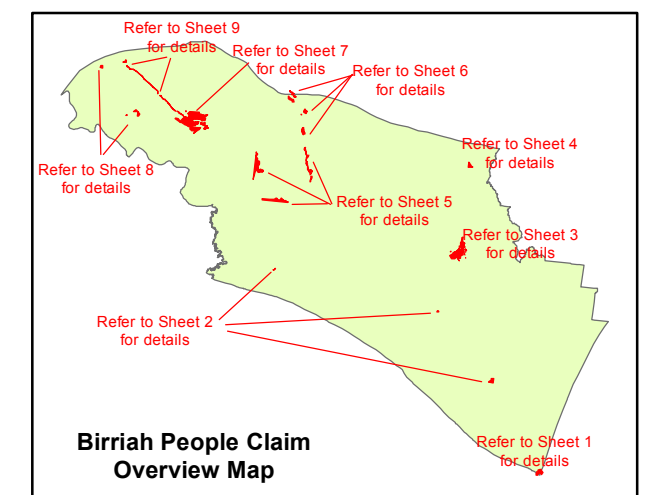 Refer to Sheet 9
for details
Refer to Sheet 7
for details
Refer to Sheet 6
for details
Refer to Sheet 4
for details
Refer to Sheet 8
for details
Refer to Sheet 5
for details
Refer to Sheet 3
for details
Refer to Sheet 2
for details
Birriah People Claim
Overview Map
Refer to Sheet 1
for details